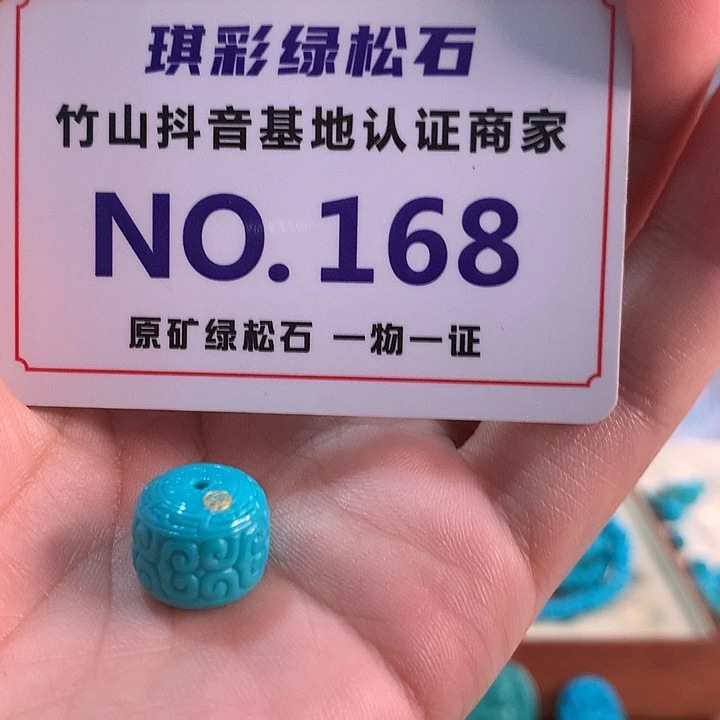 琪彩绿松石
竹山抖音基地认证商家
NO.168
原矿绿松石 一物一证